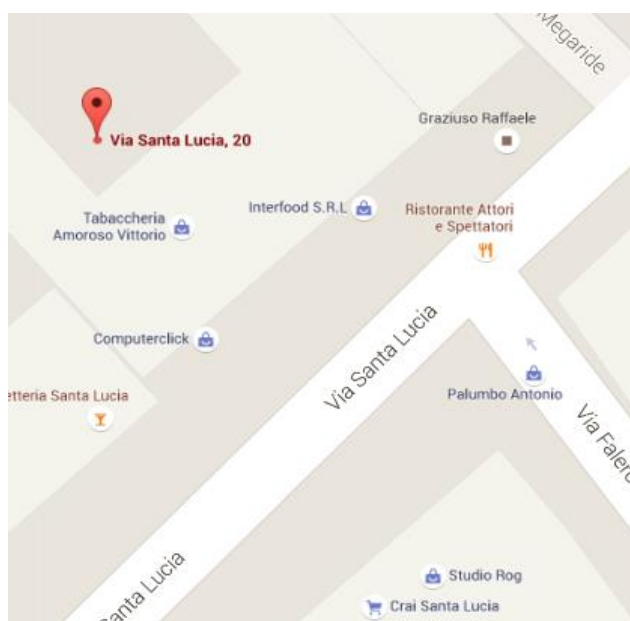 Megaride
Graziuso Raffaele
Via Santa Lucia, 20
Interfood S.R.L
Ristorante Attori
e Spettatori
Tabaccheria
Amoroso Vittorio
Computerclick
Via Santa Lucia
etteria Santa Lucia
Palumbo Antonio
Via Falero
Santa Lucia
Studio Rog
Crai Santa Lucia